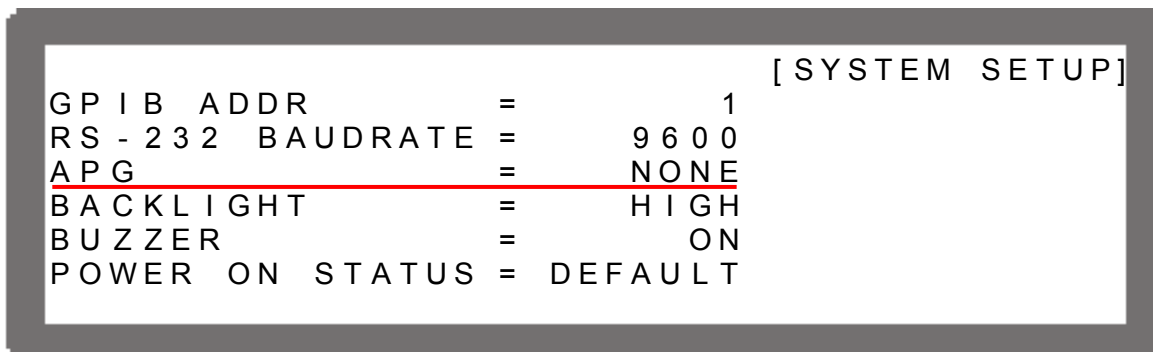 [SYSTEM SETUP]
GPIB ADDR = 1
RS-232 BAUDRATE = 9600
APG = NONE
BACKLIGHT = HIGH
BUZZER = ON
POWER ON STATUS = DEFAULT